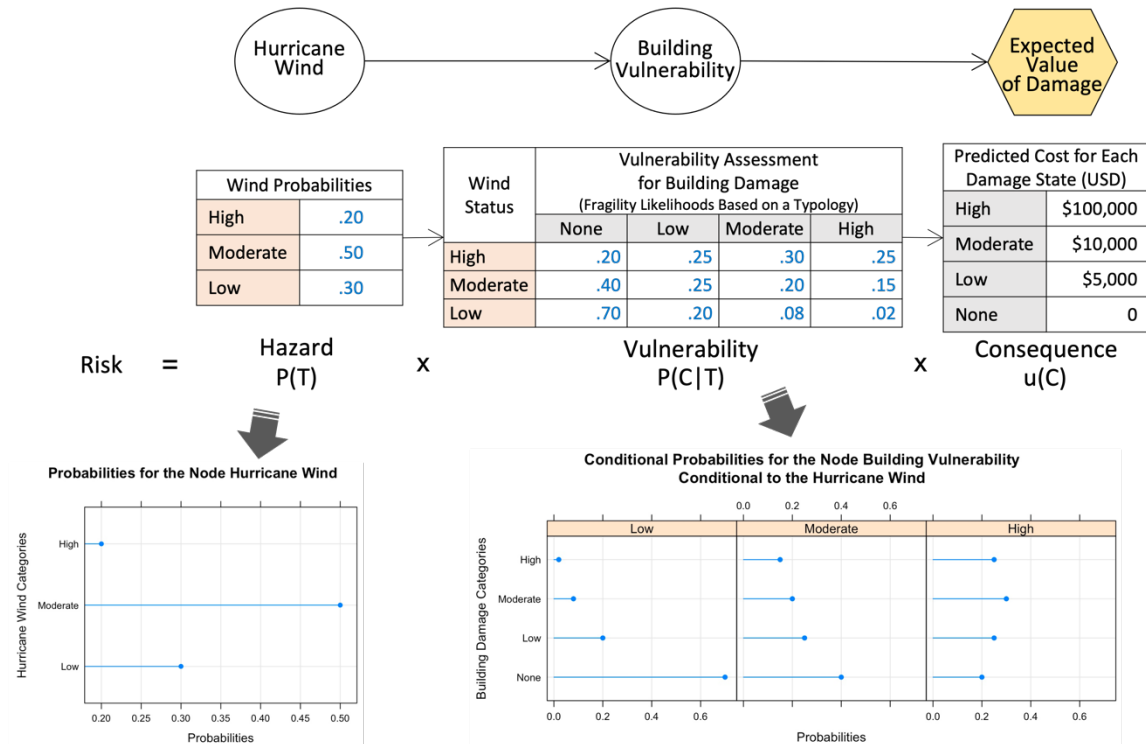 Hurricane
Wind
Building
Vulnerability
Expected
Value
of Damage
Wind Probabilities
High .20
Moderate .50
Low .30
Wind
Status
Vulnerability Assessment
for Building Damage
(Fragility Likelihoods Based on a Typology)
None Low Moderate High
High .20 .25 .30 .25
Moderate .40 .25 .20 .15
Low .70 .20 .08 .02
Predicted Cost for Each
Damage State (USD)
High $100,000
Moderate $10,000
Low $5,000
None 0
Risk = Hazard x Vulnerability x Consequence
P(T) P(C|T) u(C)
Probabilities for the Node Hurricane Wind
Hurricane Wind Categories
High
Moderate
Low
0.20 0.25 0.30 0.35 0.40 0.45 0.50
Probabilities
Conditional Probabilities for the Node Building Vulnerability
Conditional to the Hurricane Wind
0.0 0.2 0.4 0.6
Low Moderate High
Building Damage Categories
High
Moderate
Low
None
0.0 0.2 0.4 0.6 0.0 0.2 0.4 0.6
Probabilities